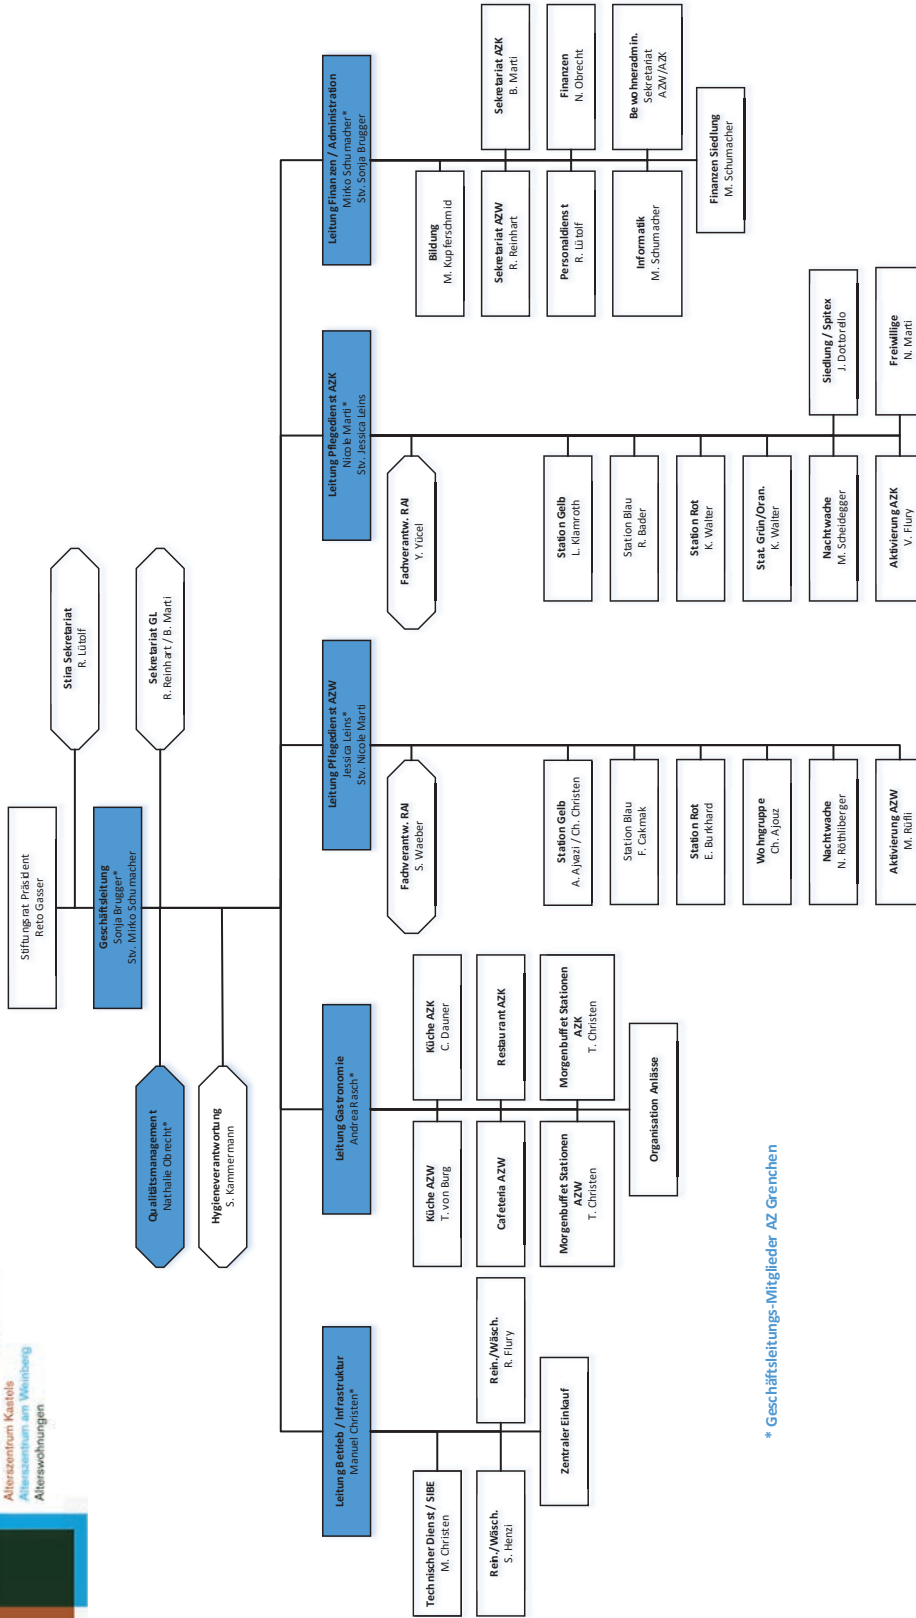 Alterszentrum Kastels
Alterszentrum am Weinberg
Alterswohnungen
Stiftungsrat Präsident
Reto Gasser
Stira Sekretariat
R. Lütolf
Geschäftsleitung
Sonja Brugger*
Stv. Mirko Schumacher
Sekretariat GL
R. Reinhart / B. Marti
Qualitätsmanagement
Nathalie Obrecht*
Hygieneverantwortung
S. Kammermann
Leitung Betrieb / Infrastruktur
Manuel Christen*
Technischer Dienst / SIBE
M. Christen
Rein./Wäsch.
S. Henzi
Rein./Wäsch.
R. Flury
Zentraler Einkauf
Leitung Gastronomie
Andrea Rasch*
Küche AZW
T. von Burg
Küche AZK
C. Dauner
Cafeteria AZW
Restaurant AZK
Morgenbuffet Stationen
AZW
T. Christen
Morgenbuffet Stationen
AZK
T. Christen
Organisation Anlässe
Leitung Pflegedienst AZW
Jessica Leins*
Stv. Nicole Marti
Fachverantw. RAI
S. Waeber
Station Gelb
A. Ajvazi / Ch. Christen
Station Blau
F. Cakmak
Station Rot
E. Burkhard
Wohngruppe
Ch. Ajouz
Nachtwache
N. Röthlilberger
Aktivierung AZW
M. Rüfli
Leitung Pflegedienst AZK
Nicole Marti*
Stv. Jessica Leins
Fachverantw. RAI
Y. Yücel
Station Gelb
L. Klamroth
Station Blau
R. Bader
Station Rot
K. Walter
Stat. Grün/Oran.
K. Walter
Nachtwache
M. Scheidegger
Siedlung / Spitex
J. Dottorello
Aktivierung AZK
V. Flury
Freiwillige
N. Marti
Leitung Finanzen / Administration
Mirko Schumacher*
Stv. Sonja Brugger
Bildung
M. Kupferschmid
Sekretariat AZW
R. Reinhart
Sekretariat AZK
B. Marti
Personaldienst
R. Lütolf
Finanzen
N. Obrecht
Informatik
M. Schumacher
Bewohneradmin.
Sekretariat
AZW/AZK
Finanzen Siedlung
M. Schumacher
* Geschäftsleitungs-Mitglieder AZ Grenchen